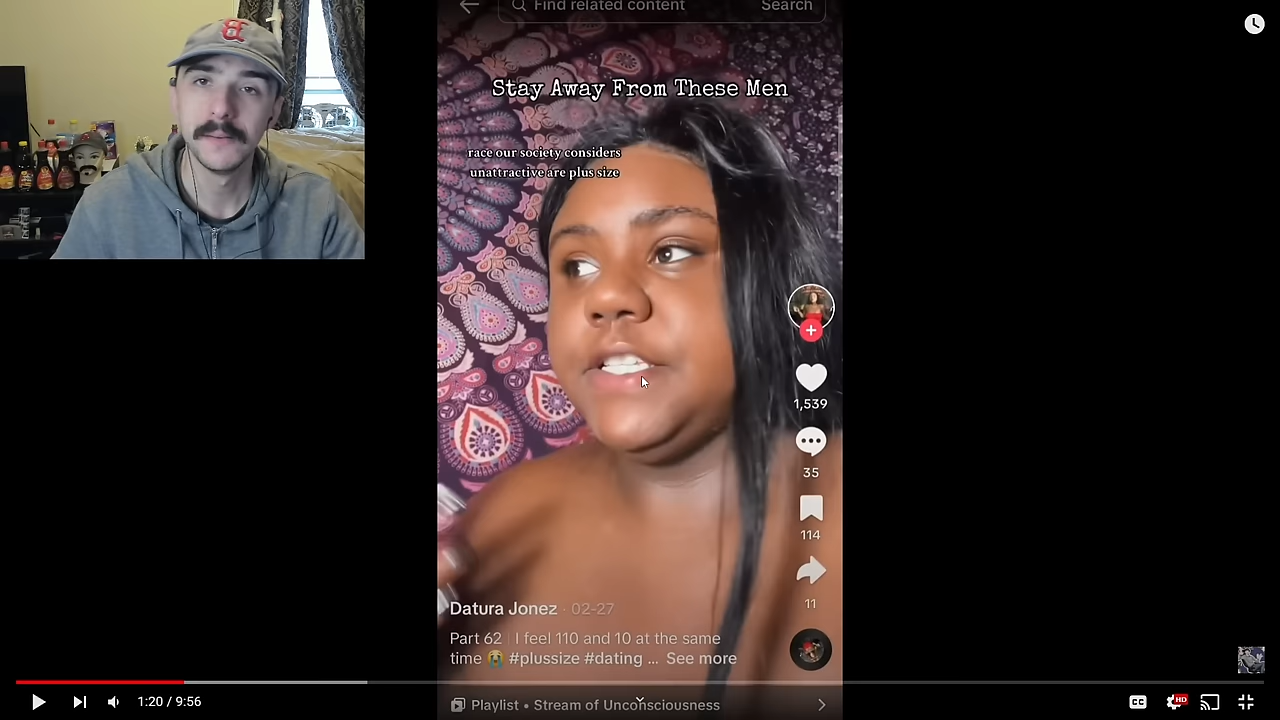 Find related content
Search
Stay Away From These Men
race our society considers
unattractive are plus size
B
1,539
35
114
11
Datura Jonez · 02-27
Part 62 | I feel 110 and 10 at the same
time 😭 #plussize #dating ... See more
Playlist • Stream of Unconsciousness
1:20 / 9:56
CC
HD